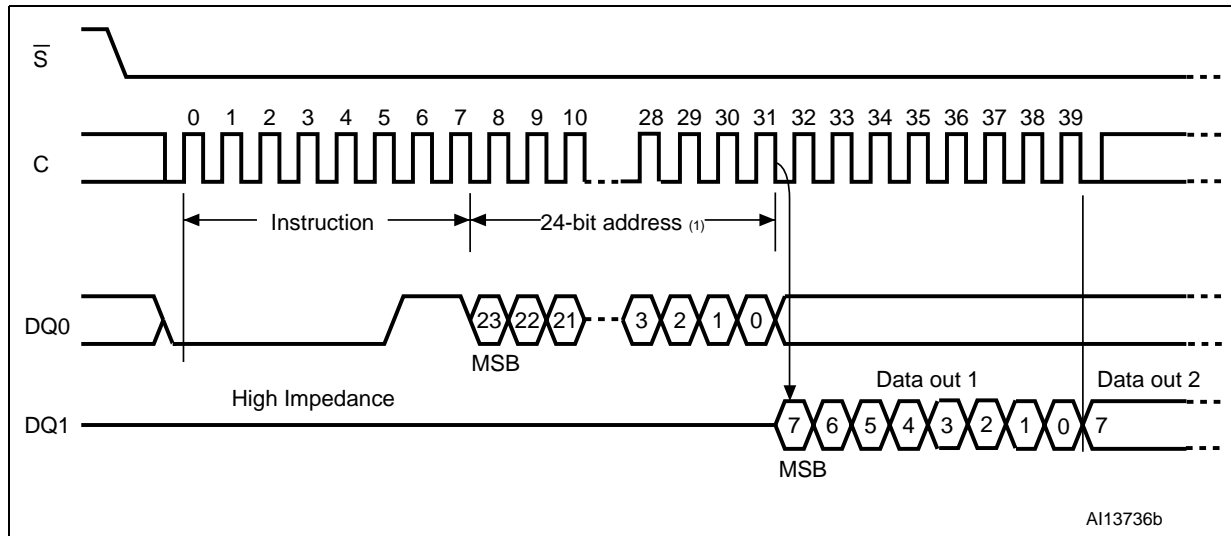 S̅
0 1 2 3 4 5 6 7 8 9 10 28 29 30 31 32 33 34 35 36 37 38 39
C
Instruction 24-bit address (1)
DQ0 23 22 21 3 2 1 0
MSB
High Impedance Data out 1 Data out 2
DQ1 7 6 5 4 3 2 1 0 7
MSB
AI13736b